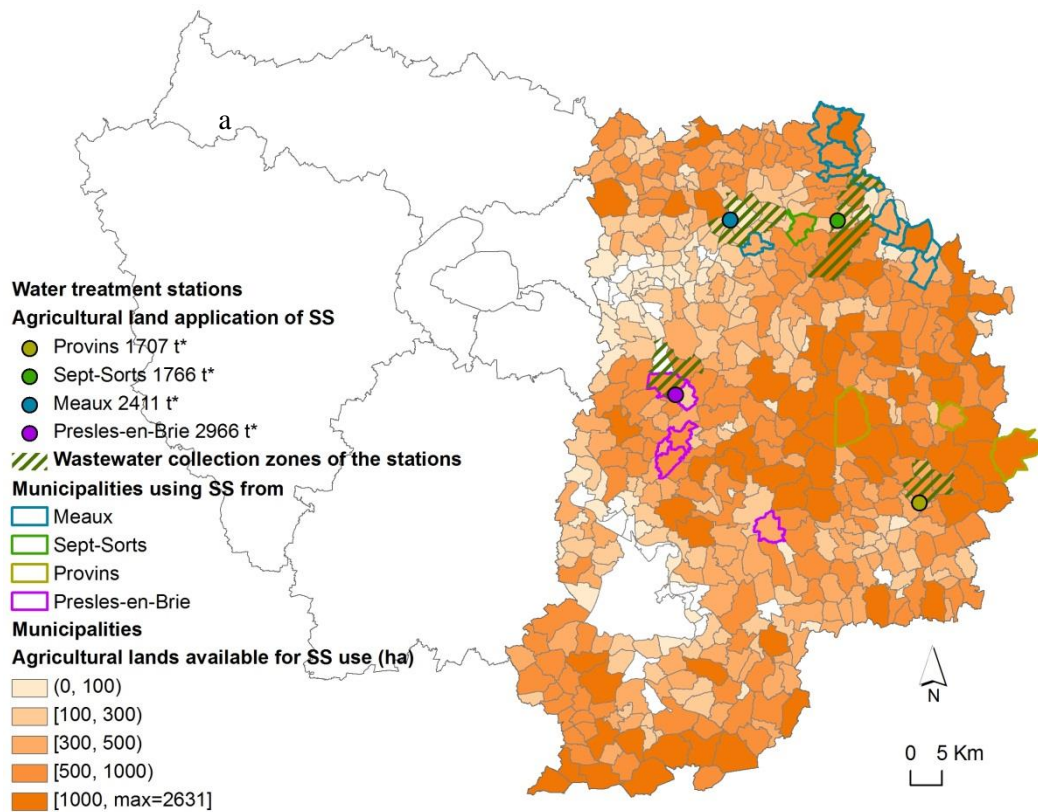 a
Water treatment stations
Agricultural land application of SS
Provins 1707 t*
Sept-Sorts 1766 t*
Meaux 2411 t*
Presles-en-Brie 2966 t*
Wastewater collection zones of the stations
Municipalities using SS from
Meaux
Sept-Sorts
Provins
Presles-en-Brie
Municipalities
Agricultural lands available for SS use (ha)
(0, 100)
[100, 300)
[300, 500)
[500, 1000)
[1000, max=2631]
N
0 5 Km